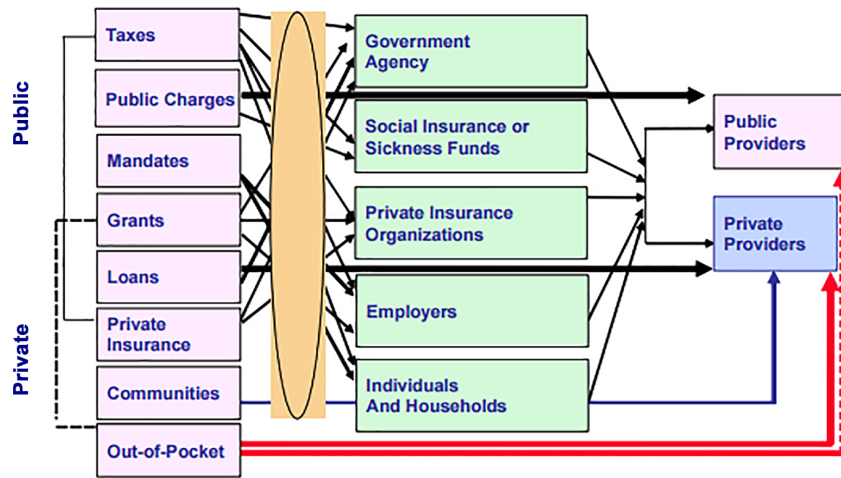 Public
Private
Taxes
Public Charges
Mandates
Grants
Loans
Private
Insurance
Communities
Out-of-Pocket
Government
Agency
Social Insurance or
Sickness Funds
Private Insurance
Organizations
Employers
Individuals
And Households
Public
Providers
Private
Providers